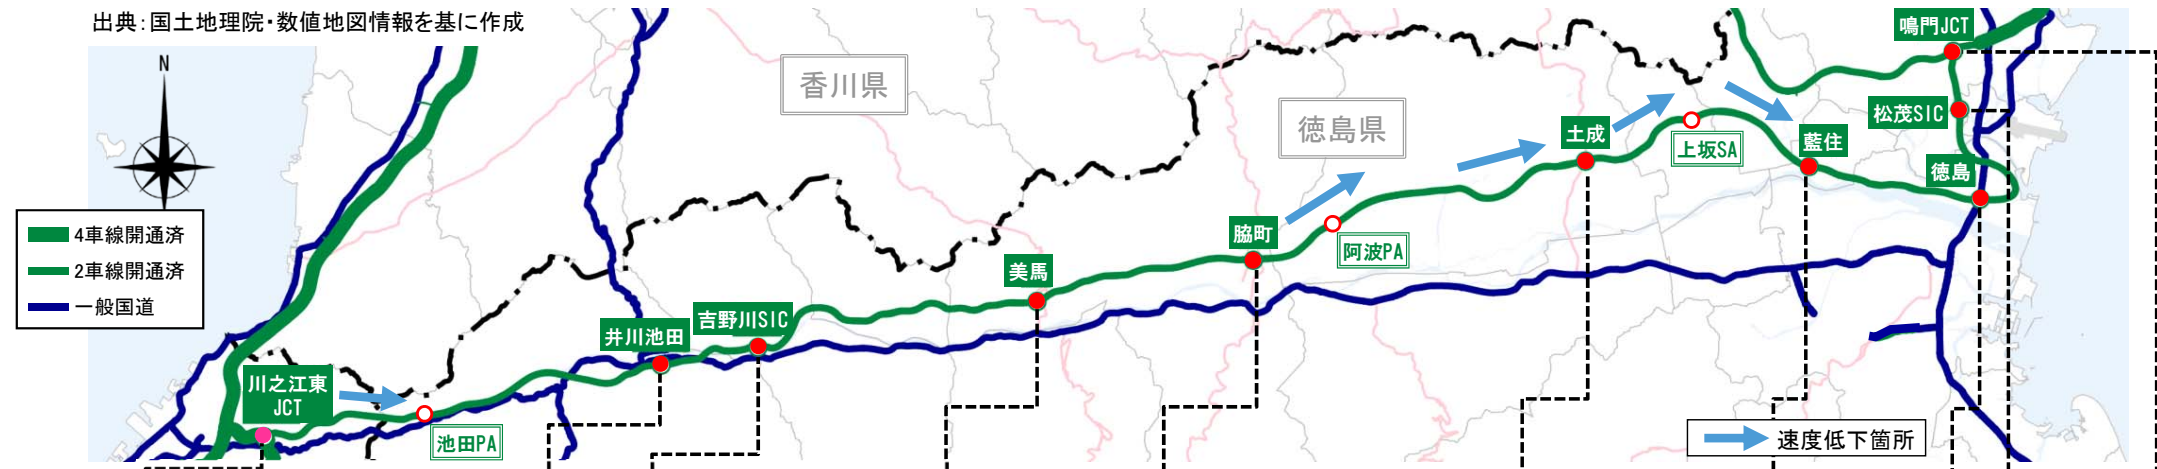 出典：国土地理院・数値地図情報を基に作成
N
香川県
徳島県
鳴門JCT
松茂SIC
徳島
藍住
上坂SA
土成
阿波PA
脇町
美馬
吉野川SIC
井川池田
池田PA
川之江東
JCT
4車線開通済
2車線開通済
一般国道
速度低下箇所